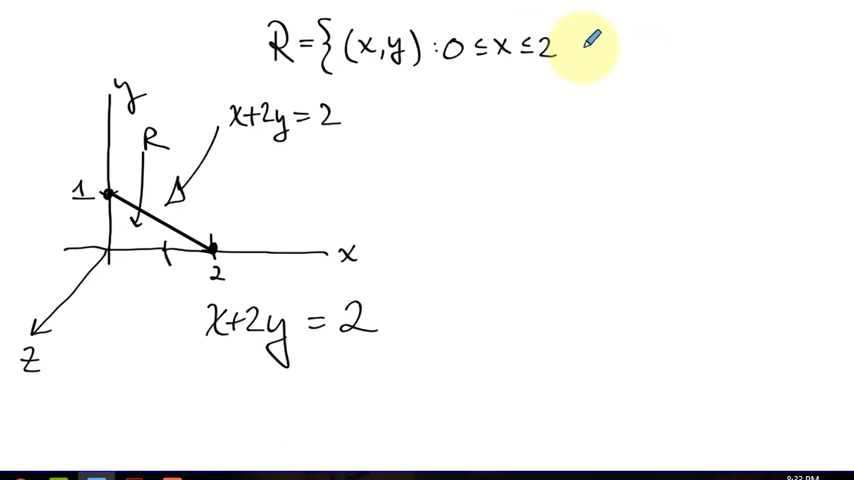 R = { (x,y) : 0 ≤ x ≤ 2
y
x+2y = 2
R
1
x
2
x+2y = 2
z